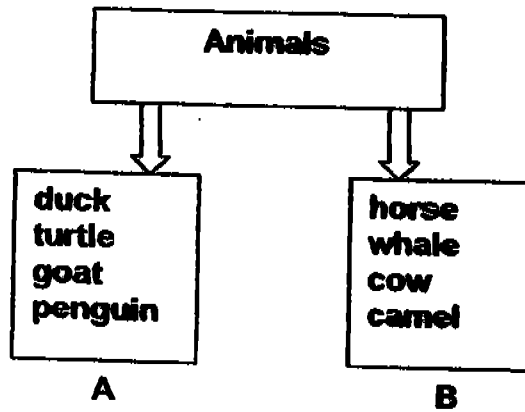 Animals
duck
turtle
goat
penguin
horse
whale
cow
camel
A
B